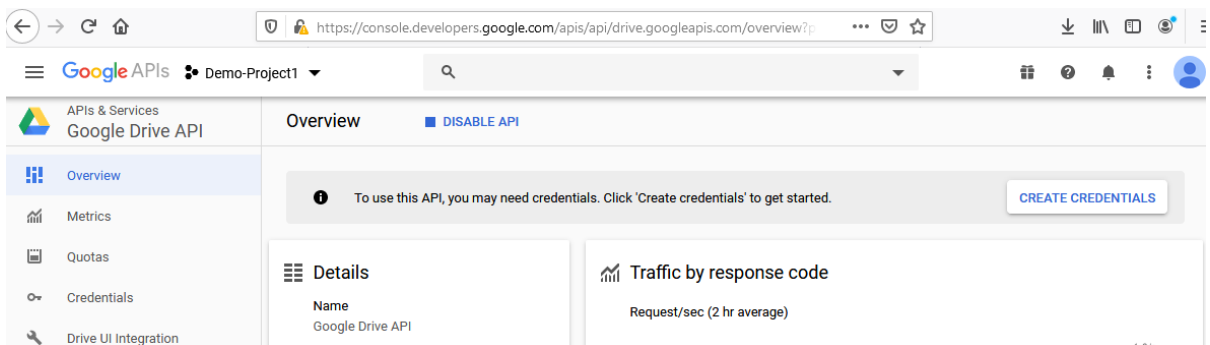 https://console.developers.google.com/apis/api/drive.googleapis.com/overview?p
Google APIs Demo-Project1
APIs & Services
Google Drive API
Overview
DISABLE API
Overview
To use this API, you may need credentials. Click 'Create credentials' to get started.
CREATE CREDENTIALS
Metrics
Quotas
Credentials
Drive UI Integration
Details
Name
Google Drive API
Traffic by response code
Request/sec (2 hr average)